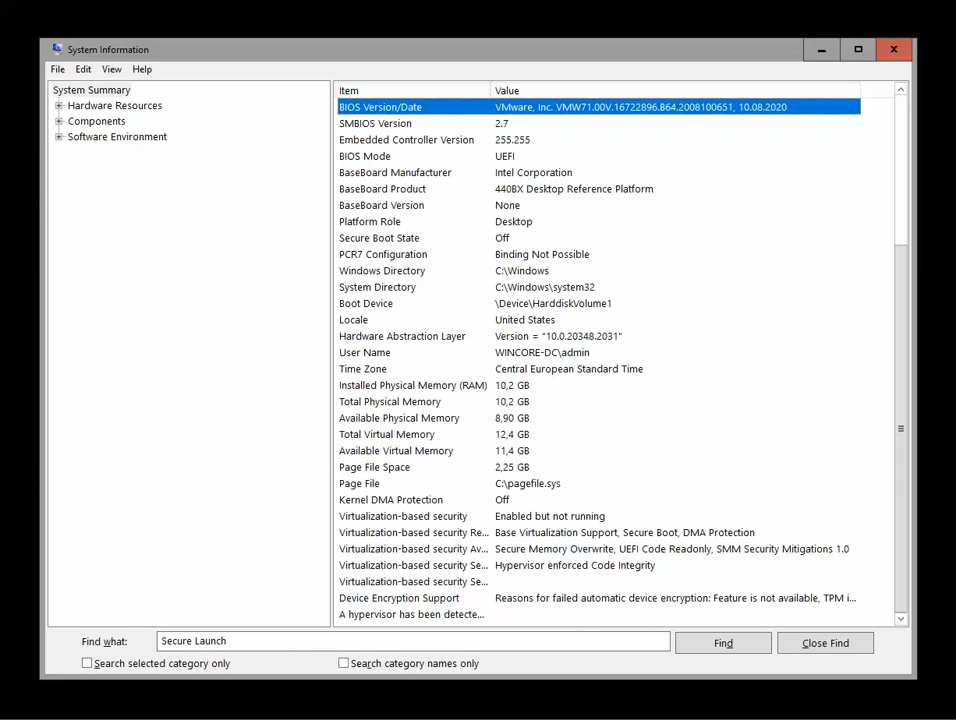 System Information
File Edit View Help
System Summary
Hardware Resources
Components
Software Environment
Item Value
BIOS Version/Date VMware, Inc. VMW71.00V.16722896.B64.2008100651, 10.08.2020
SMBIOS Version 2.7
Embedded Controller Version 255.255
BIOS Mode UEFI
BaseBoard Manufacturer Intel Corporation
BaseBoard Product 440BX Desktop Reference Platform
BaseBoard Version None
Platform Role Desktop
Secure Boot State Off
PCR7 Configuration Binding Not Possible
Windows Directory C:\Windows
System Directory C:\Windows\system32
Boot Device \Device\HarddiskVolume1
Locale United States
Hardware Abstraction Layer Version = "10.0.20348.2031"
User Name WINCORE-DC\admin
Time Zone Central European Standard Time
Installed Physical Memory (RAM) 10,2 GB
Total Physical Memory 10,2 GB
Available Physical Memory 8,90 GB
Total Virtual Memory 12,4 GB
Available Virtual Memory 11,4 GB
Page File Space 2,25 GB
Page File C:\pagefile.sys
Kernel DMA Protection Off
Virtualization-based security Enabled but not running
Virtualization-based security Re... Base Virtualization Support, Secure Boot, DMA Protection
Virtualization-based security Av... Secure Memory Overwrite, UEFI Code Readonly, SMM Security Mitigations 1.0
Virtualization-based security Se... Hypervisor enforced Code Integrity
Virtualization-based security Se...
Device Encryption Support Reasons for failed automatic device encryption: Feature is not available, TPM i...
A hypervisor has been detecte...
Find what: Secure Launch Find Close Find
Search selected category only Search category names only